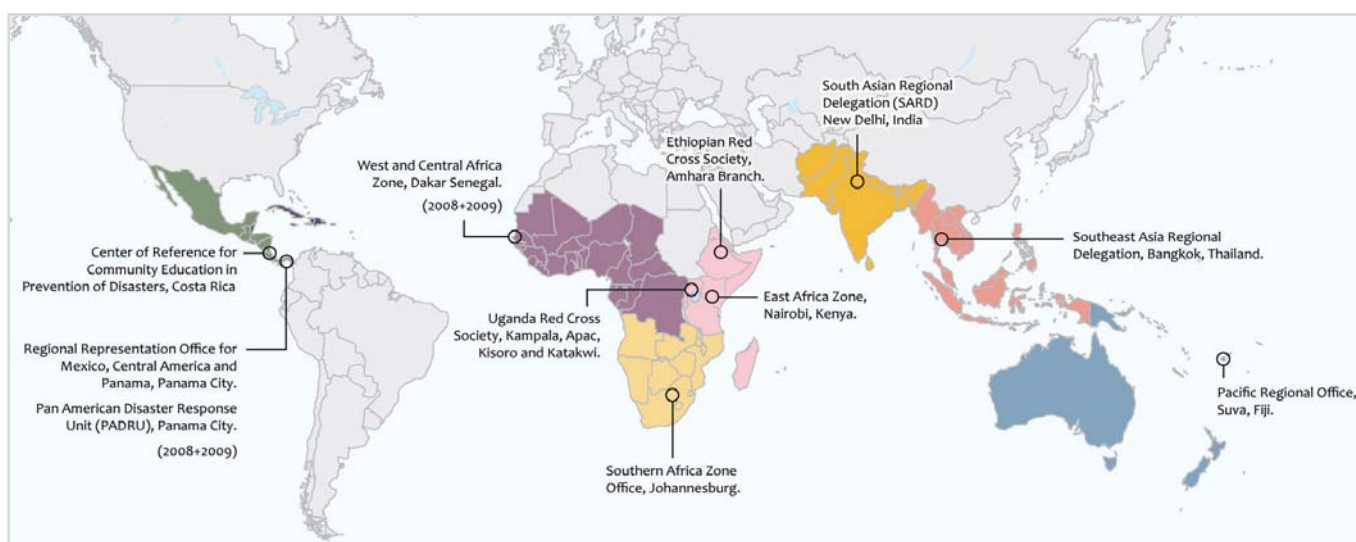 South Asian Regional
Delegation (SARD)
New Delhi, India
Ethiopian Red
Cross Society,
Amhara Branch.
West and Central Africa
Zone, Dakar Senegal.
(2008+2009)
Center of Reference for
Community Education in
Prevention of Disasters, Costa Rica
Southeast Asia Regional
Delegation, Bangkok, Thailand.
East Africa Zone,
Nairobi, Kenya.
Uganda Red Cross
Society, Kampala, Apac,
Kisoro and Katakwi.
Regional Representation Office for
Mexico, Central America and
Panama, Panama City.
Pan American Disaster Response
Unit (PADRU), Panama City.
(2008+2009)
Pacific Regional Office,
Suva, Fiji.
Southern Africa Zone
Office, Johannesburg.